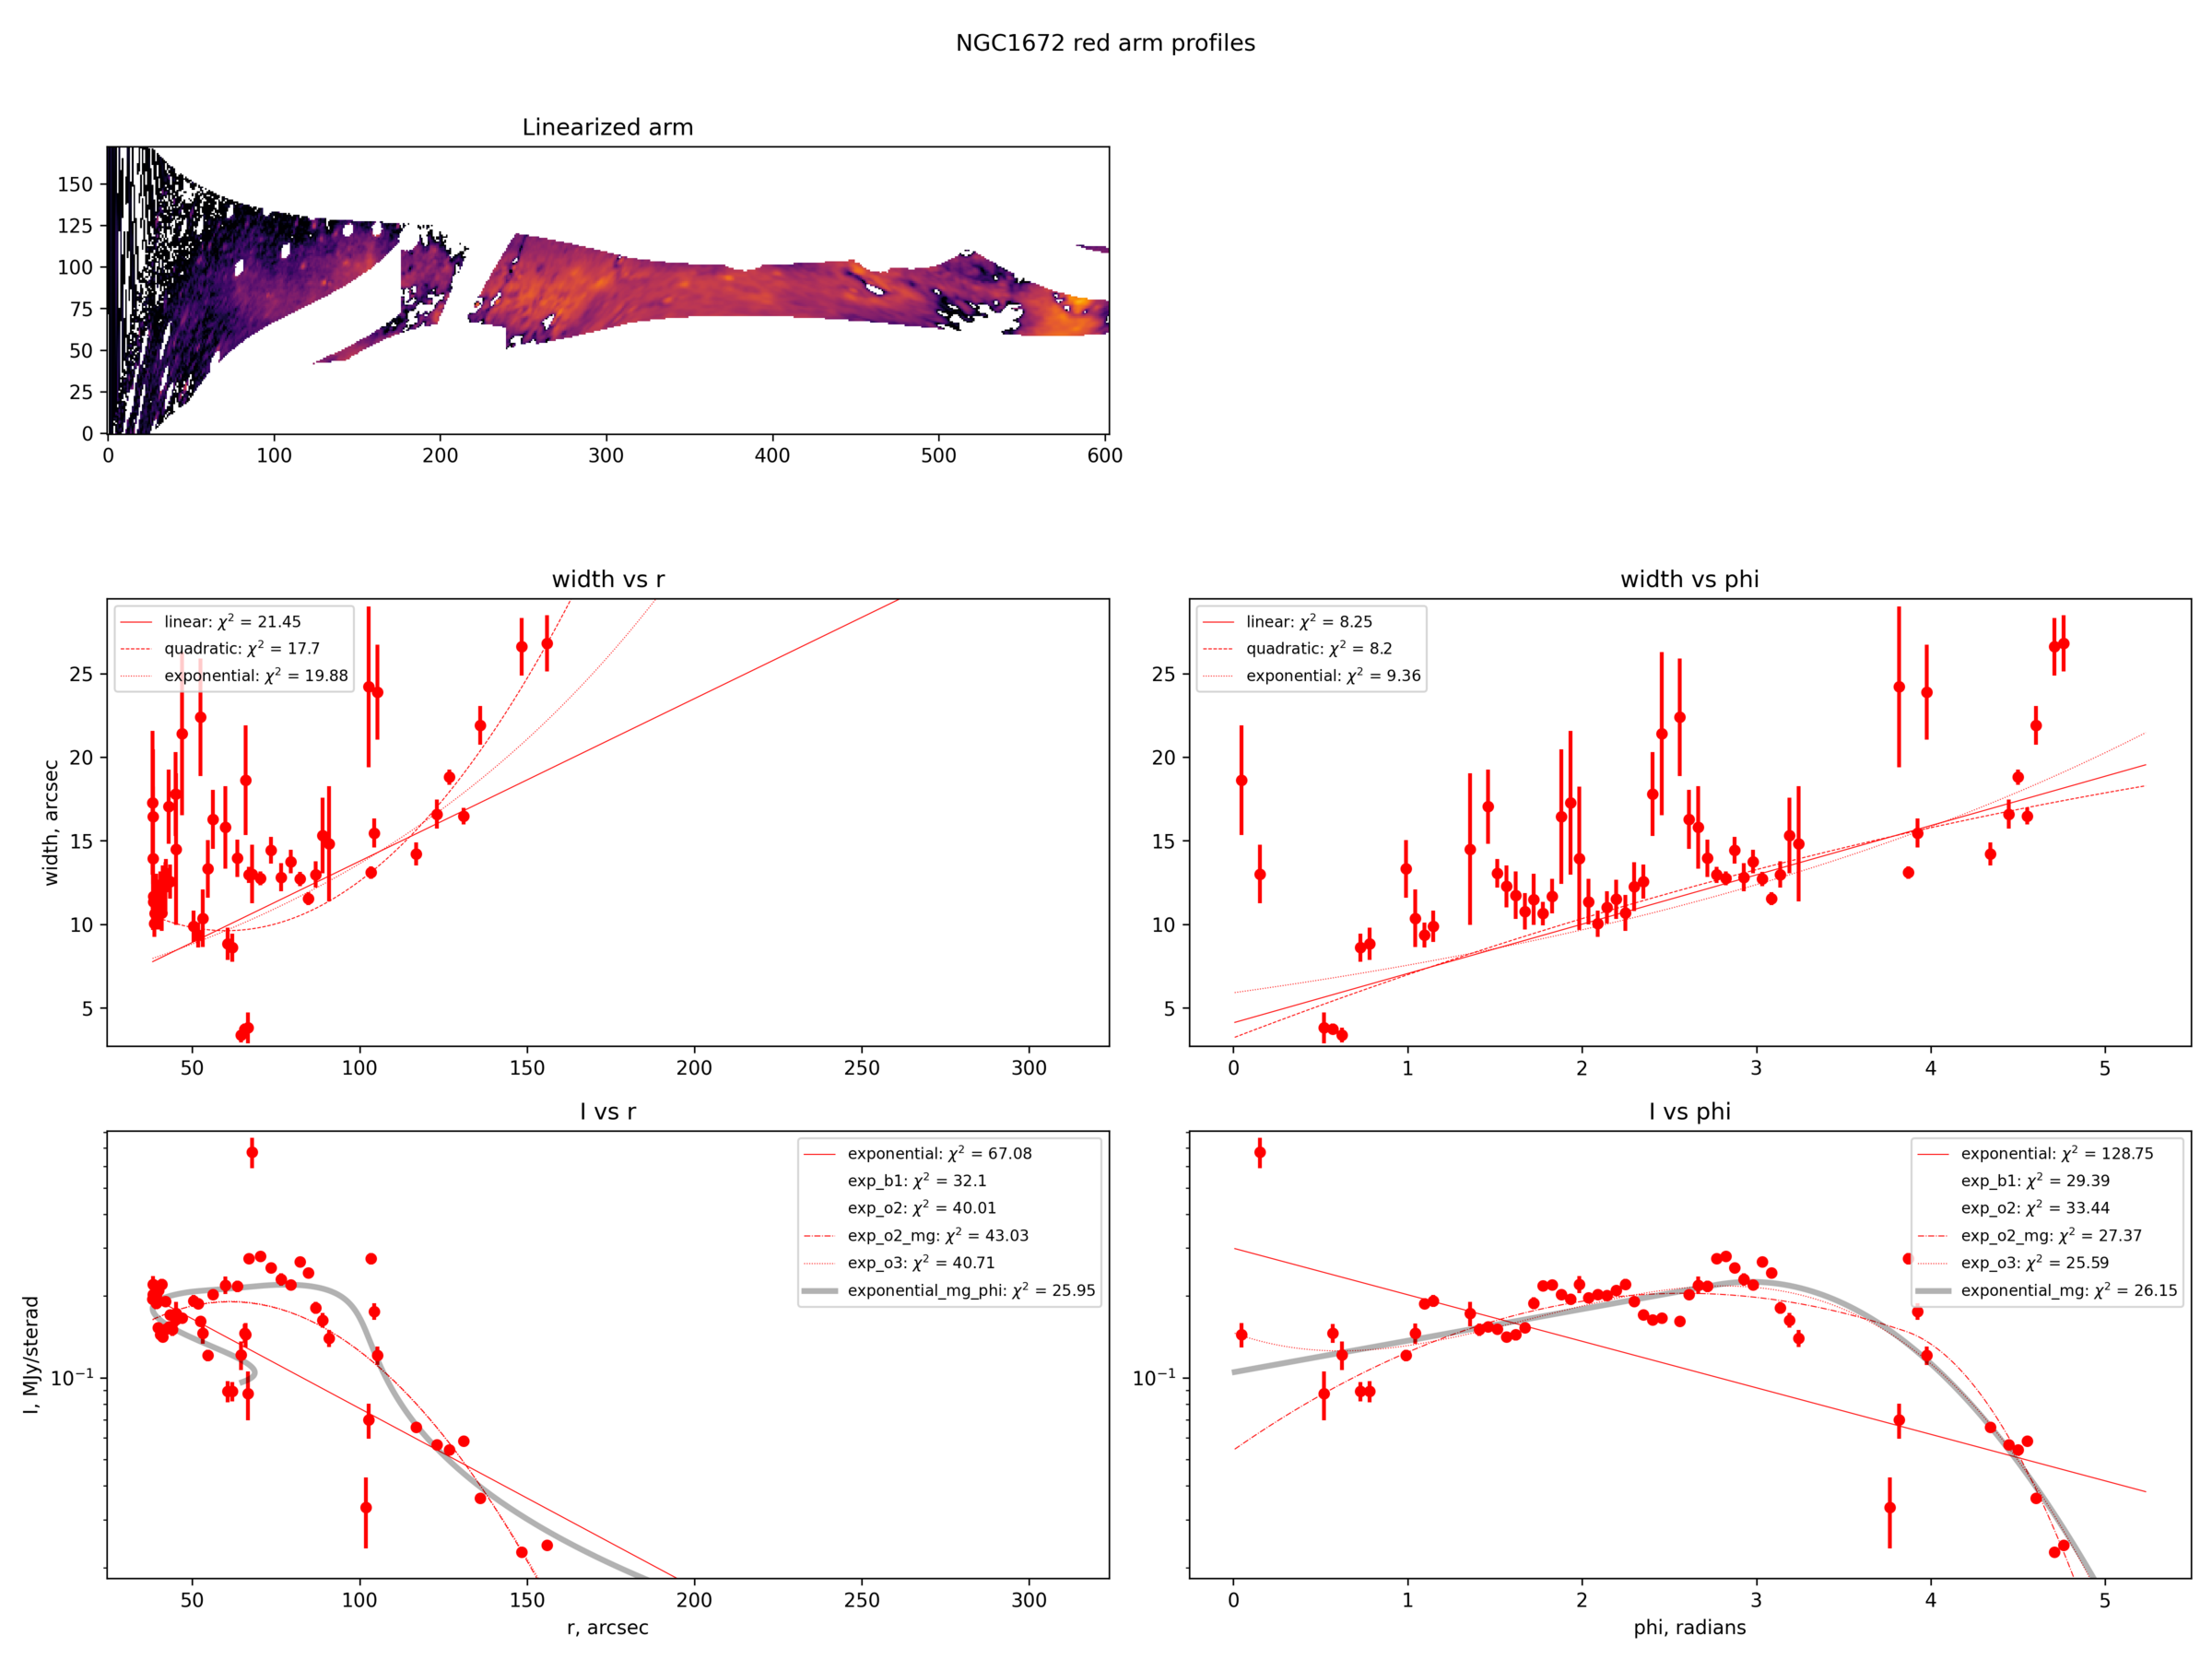 NGC1672 red arm profiles
Linearized arm
150
125
100
75
50
25
0
0 100 200 300 400 500 600
width vs r
linear: χ² = 21.45
quadratic: χ² = 17.7
exponential: χ² = 19.88
25
20
15
10
5
width, arcsec
50 100 150 200 250 300
width vs phi
linear: χ² = 8.25
quadratic: χ² = 8.2
exponential: χ² = 9.36
25
20
15
10
5
0 1 2 3 4 5
I vs r
exponential: χ² = 67.08
exp_b1: χ² = 32.1
exp_o2: χ² = 40.01
exp_o2_mg: χ² = 43.03
exp_o3: χ² = 40.71
exponential_mg_phi: χ² = 25.95
10⁻¹
I, MJy/sterad
50 100 150 200 250 300
r, arcsec
I vs phi
exponential: χ² = 128.75
exp_b1: χ² = 29.39
exp_o2: χ² = 33.44
exp_o2_mg: χ² = 27.37
exp_o3: χ² = 25.59
exponential_mg: χ² = 26.15
10⁻¹
0 1 2 3 4 5
phi, radians